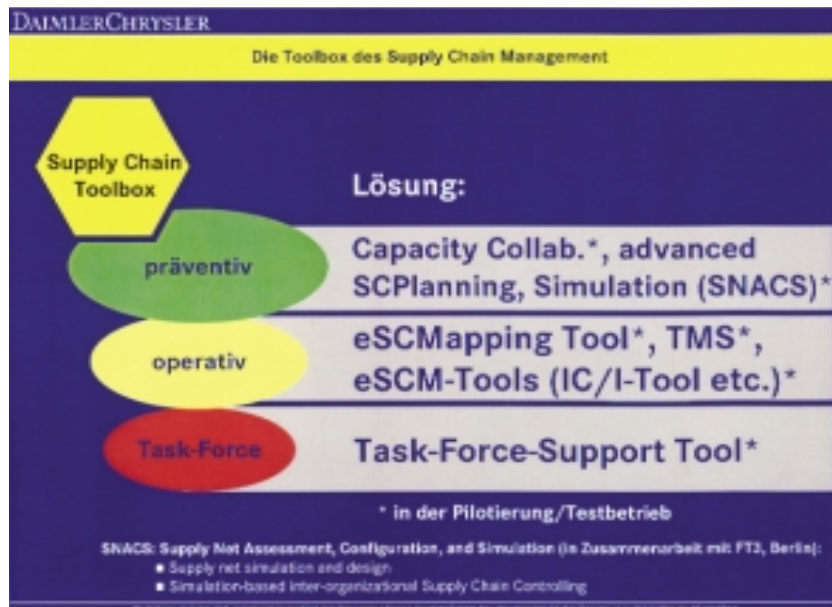 DAIMLERCHRYSLER
Die Toolbox des Supply Chain Management
Supply Chain
Toolbox
Lösung:
präventiv
Capacity Collab.*, advanced
SCPlanning, Simulation (SNACS)*
operativ
eSCMapping Tool*, TMS*,
eSCM-Tools (IC/I-Tool etc.)*
Task-Force
Task-Force-Support Tool*
* in der Pilotierung/Testbetrieb
SNACS: Supply Net Assessment, Configuration, and Simulation (in Zusammenarbeit mit FT3, Berlin):
■ Supply net simulation and design
■ Simulation-based inter-organizational Supply Chain Controlling